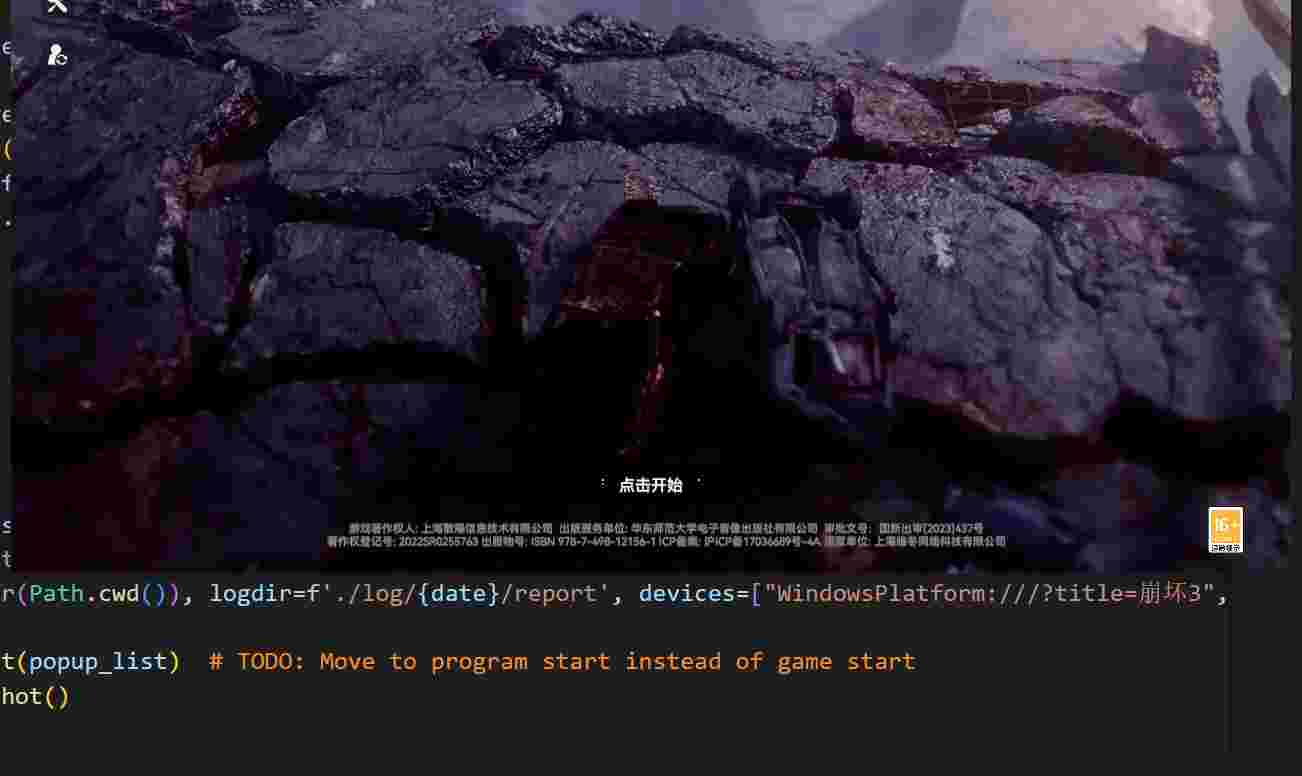 e
e
(
f
.
点击开始
游戏著作权人: 上海散陽信息技术有限公司 出版服务单位: 华东师范大学电子音像出版社有限公司 审批文号: 国新出审[2023]437号
著作权登记号: 2022SR0255763 出版物号: ISBN 978-7-498-12156-1 ICP备案: 沪ICP备17036689号-4A 运营单位: 上海 网络科技有限公司
16+
适龄提示
s
t
r(Path.cwd()), logdir=f'./log/{date}/report', devices=["WindowsPlatform:///?title=崩坏3",
t(popup_list)  # TODO: Move to program start instead of game start
hot()